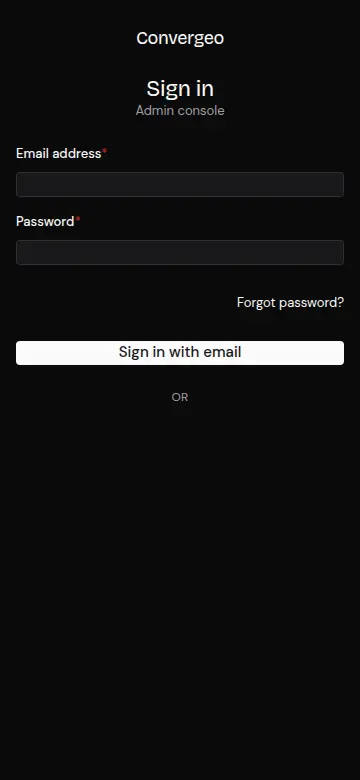 Convergeo
Sign in
Admin console
Email address*
Password*
Forgot password?
Sign in with email
OR